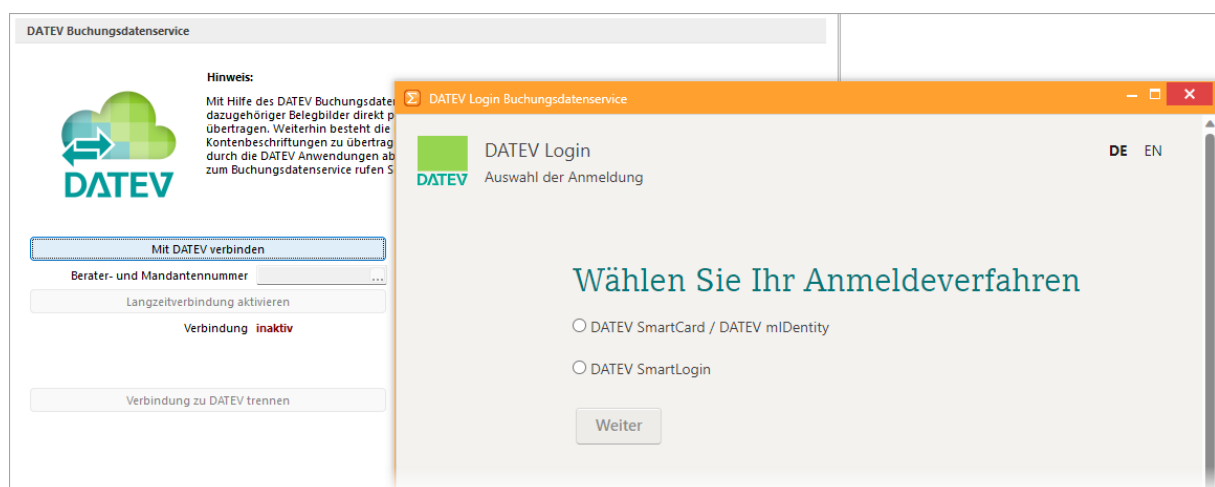 DATEV Buchungsdatenservice
Hinweis:
Mit Hilfe des DATEV
dazugehöriger Belegbilder direkt
übertragen. Weiterhin besteht die
Kontenbeschriftungen zu
durch die DATEV Anwendungen
zum Buchungsdatenservice rufen
DATEV
Mit DATEV verbinden
Berater- und Mandantennummer ...
Langzeitverbindung aktivieren
Verbindung inaktiv
Verbindung zu DATEV trennen
DATEV Login Buchungsdatenservice
DATEV
DATEV Login
Auswahl der Anmeldung
DE EN
Wählen Sie Ihr Anmeldeverfahren
DATEV SmartCard / DATEV mIDentity
DATEV SmartLogin
Weiter